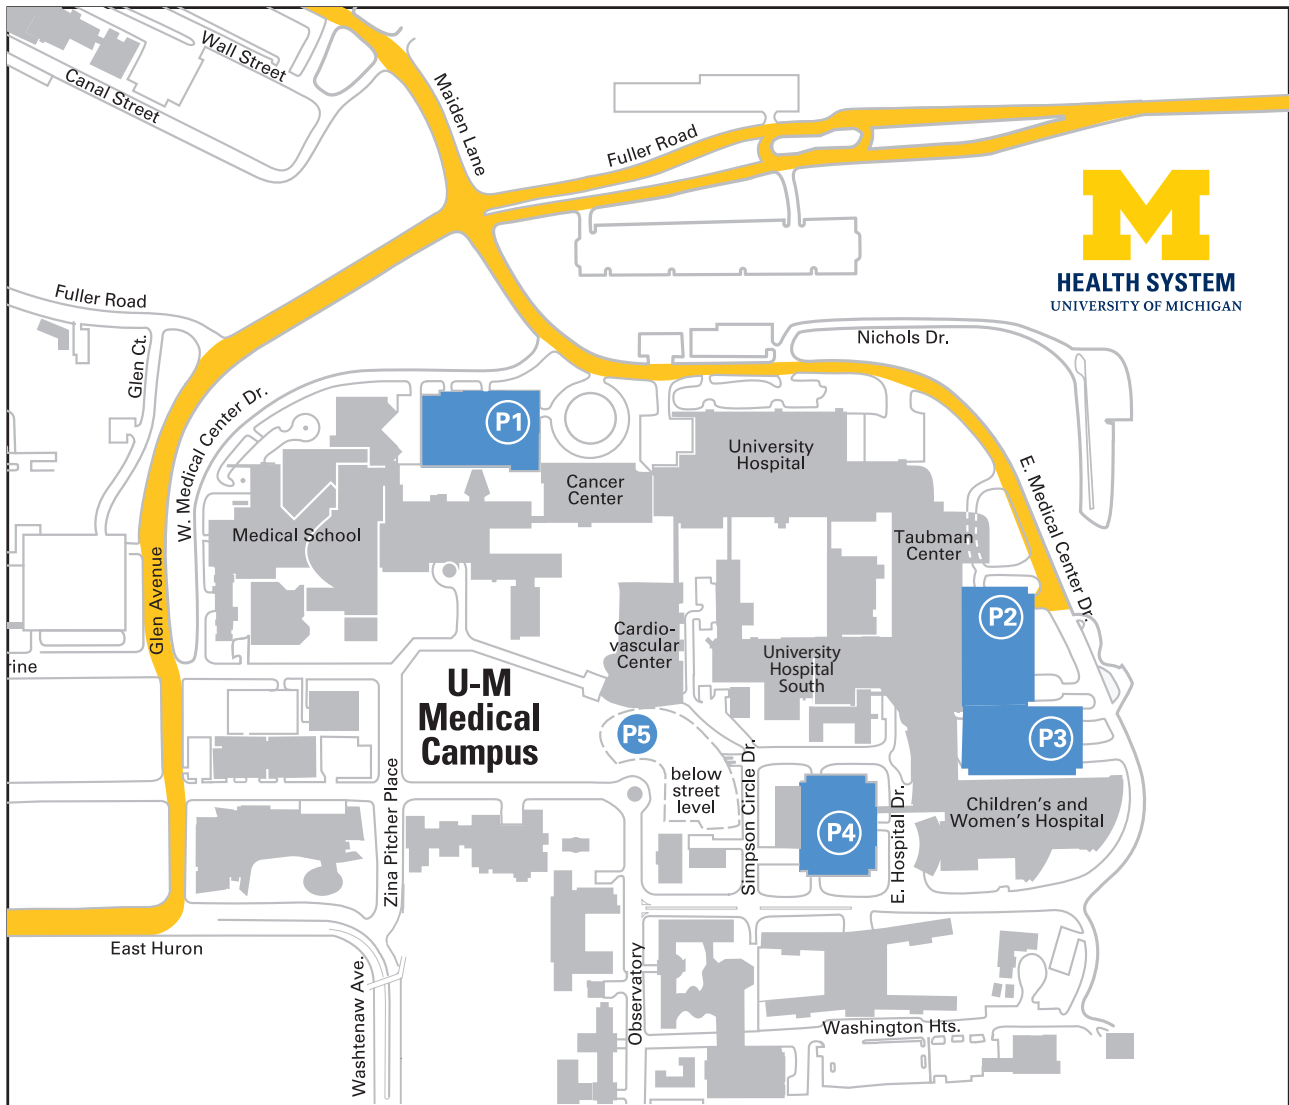 Wall Street
Canal Street
Maiden Lane
Fuller Road
M
HEALTH SYSTEM
UNIVERSITY OF MICHIGAN
Fuller Road
Glen Ct.
Nichols Dr.
W. Medical Center Dr.
P1
University
Hospital
Cancer
Center
E. Medical Center Dr.
Medical School
Taubman
Center
Glen Avenue
P2
Cardio-
vascular
Center
University
Hospital
South
rine
U-M
Medical
Campus
P5
P3
below
street
level
Simpson Circle Dr.
Zina Pitcher Place
P4
E. Hospital Dr.
Children's and
Women's Hospital
East Huron
Washtenaw Ave.
Observatory
Washington Hts.